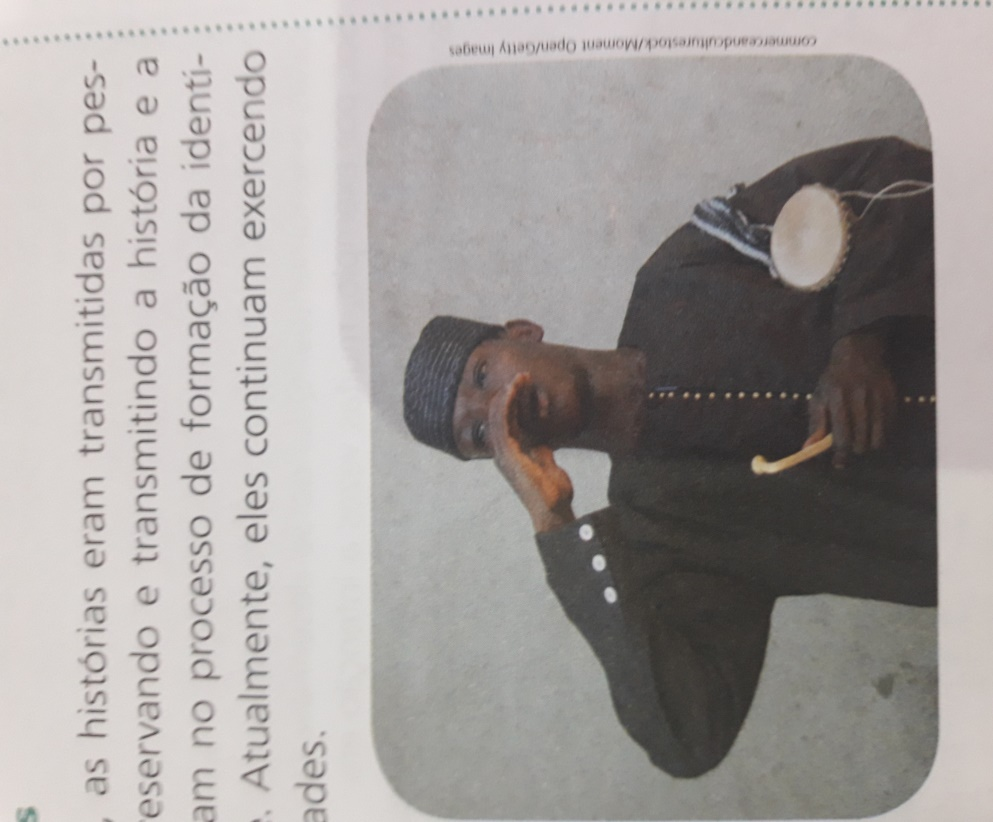 s
, as histórias eram transmitidas por pes-
reservando e transmitindo a história e a
am no processo de formação da identi-
. Atualmente, eles continuam exercendo
ades.
commerceandculturestock/Moment Open/Getty Images